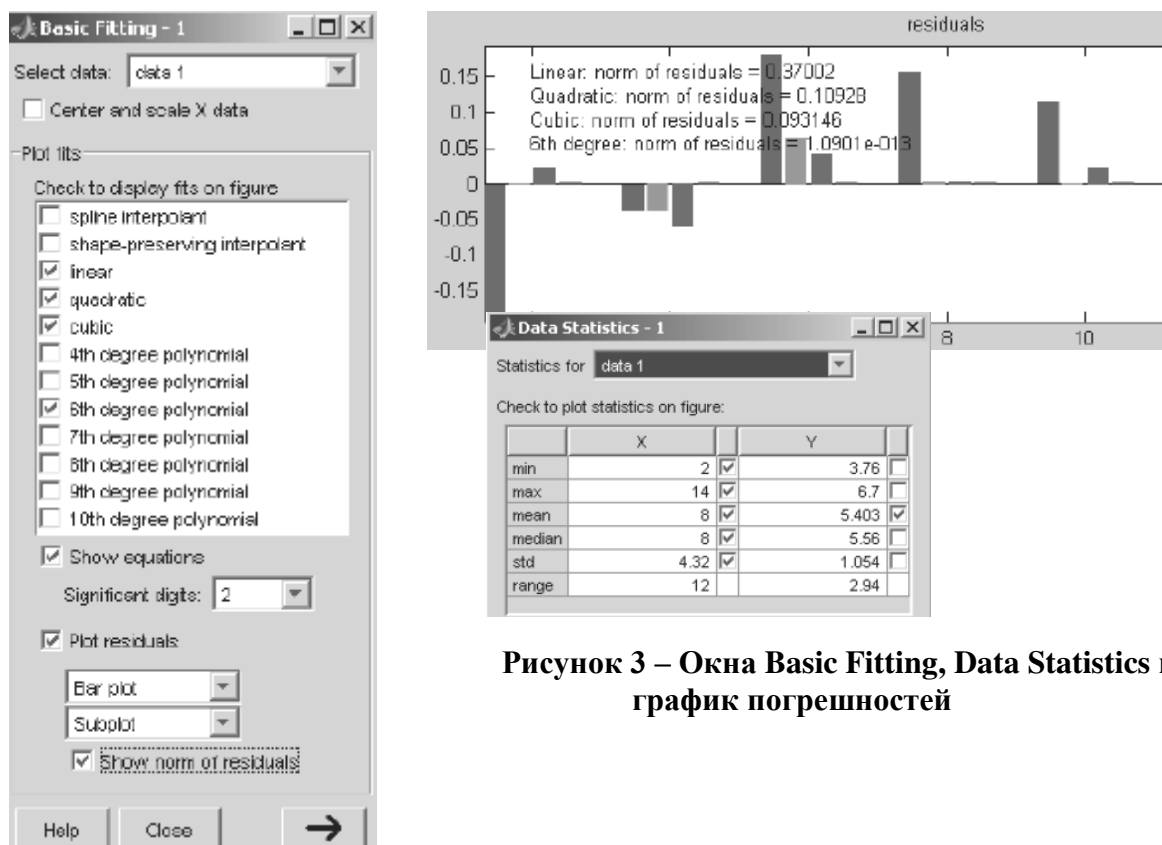 Basic Fitting - 1
Select data: data 1
Center and scale X data
Plot fits
Check to display fits on figure
spline interpolant
shape-preserving interpolant
linear
quadratic
cubic
4th degree polynomial
5th degree polynomial
6th degree polynomial
7th degree polynomial
8th degree polynomial
9th degree polynomial
10th degree polynomial
Show equations
Significant digits: 2
Plot residuals
Bar plot
Subplot
Show norm of residuals
Help Close
residuals
Linear: norm of residuals = 0.37002
Quadratic: norm of residuals = 0.10928
Cubic: norm of residuals = 0.093146
6th degree: norm of residuals = 1.0901e-013
0.15
0.1
0.05
0
-0.05
-0.1
-0.15
8 10
Data Statistics - 1
Statistics for data 1
Check to plot statistics on figure:
X Y
min 2 3.76
max 14 6.7
mean 8 5.403
median 8 5.56
std 4.32 1.054
range 12 2.94
Рисунок 3 – Окна Basic Fitting, Data Statistics
график погрешностей